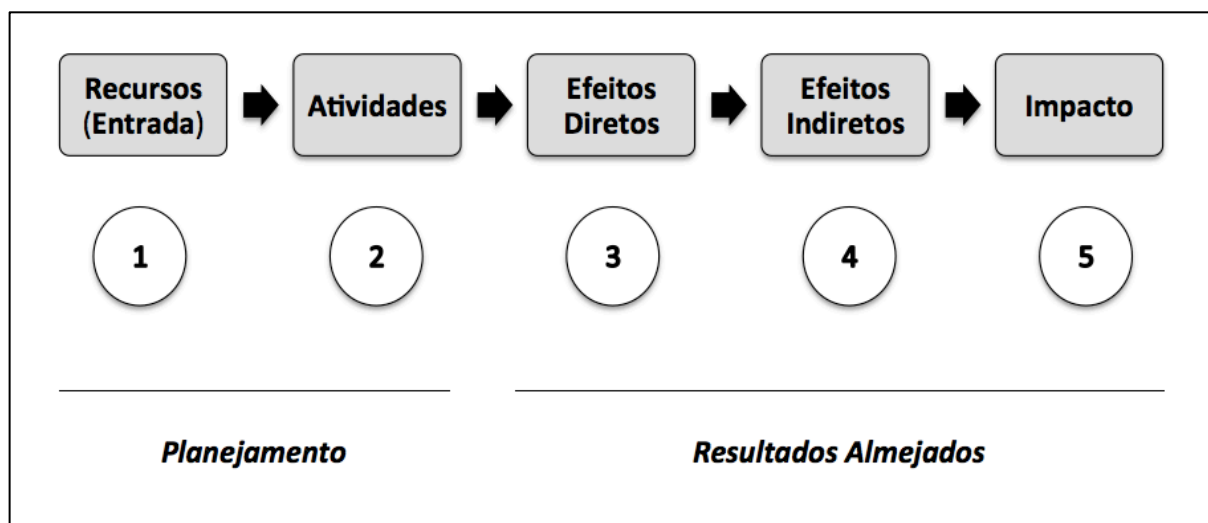 Recursos
(Entrada)
Atividades
Efeitos
Diretos
Efeitos
Indiretos
Impacto
1
2
3
4
5
Planejamento
Resultados Almejados